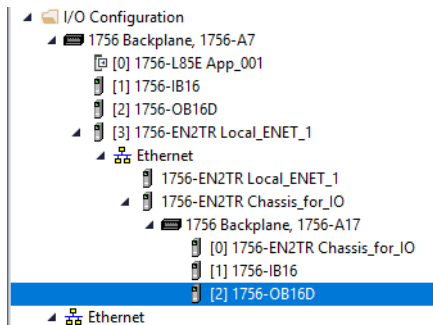 I/O Configuration
1756 Backplane, 1756-A7
[0] 1756-L85E App_001
[1] 1756-IB16
[2] 1756-OB16D
[3] 1756-EN2TR Local_ENET_1
Ethernet
1756-EN2TR Local_ENET_1
1756-EN2TR Chassis_for_IO
1756 Backplane, 1756-A17
[0] 1756-EN2TR Chassis_for_IO
[1] 1756-IB16
[2] 1756-OB16D
Ethernet